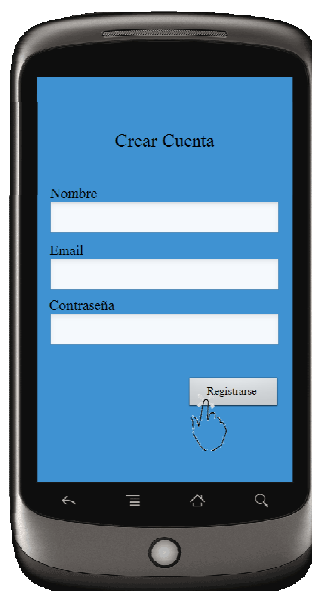 Crear Cuenta
Nombre
Email
Contraseña
Registrarse